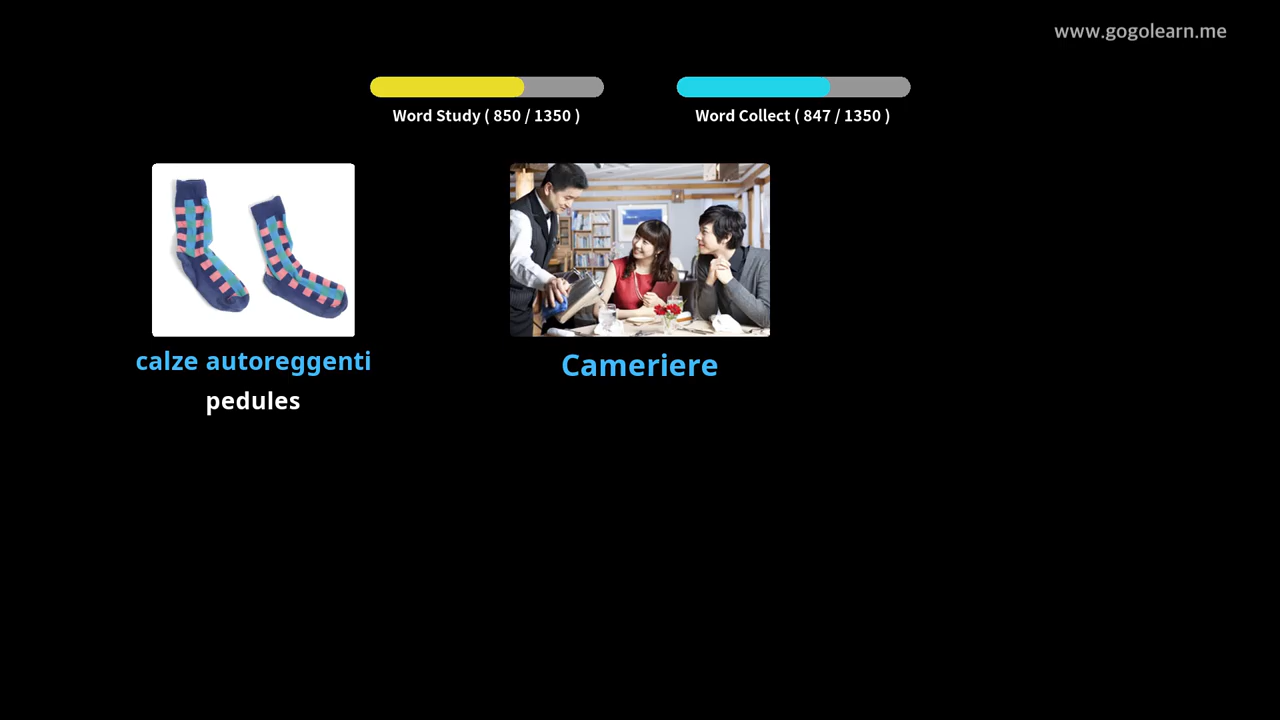 www.gogolearn.me
Word Study ( 850 / 1350 )
Word Collect ( 847 / 1350 )
calze autoreggenti
pedules
Cameriere